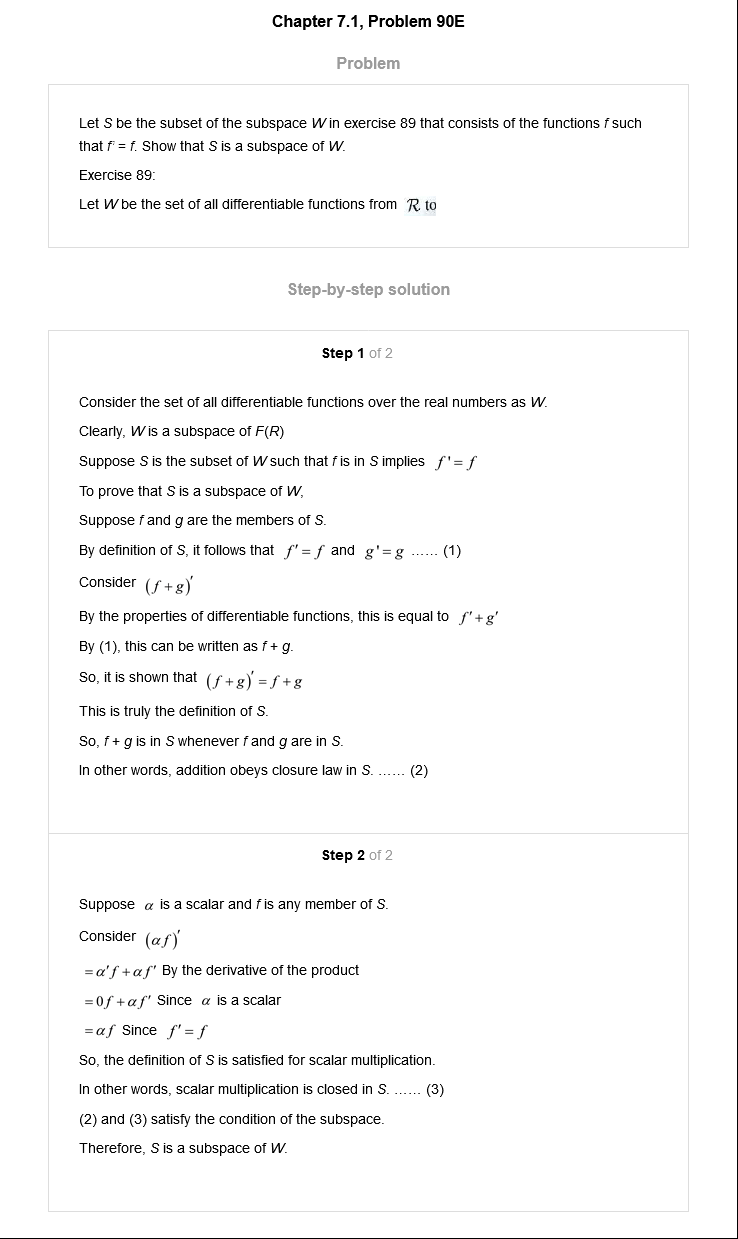 Chapter 7.1, Problem 90E
Problem
Let S be the subset of the subspace W in exercise 89 that consists of the functions f such
that f' = f. Show that S is a subspace of W.
Exercise 89:
Let W be the set of all differentiable functions from ℛ to
Step-by-step solution
Step 1 of 2
Consider the set of all differentiable functions over the real numbers as W.
Clearly, W is a subspace of F(R)
Suppose S is the subset of W such that f is in S implies f' = f
To prove that S is a subspace of W,
Suppose f and g are the members of S.
By definition of S, it follows that f' = f and g' = g ...... (1)
Consider (f + g)'
By the properties of differentiable functions, this is equal to f' + g'
By (1), this can be written as f + g.
So, it is shown that (f + g)' = f + g
This is truly the definition of S.
So, f + g is in S whenever f and g are in S.
In other words, addition obeys closure law in S. ...... (2)
Step 2 of 2
Suppose α is a scalar and f is any member of S.
Consider (αf)'
= α'f + αf' By the derivative of the product
= 0f + αf' Since α is a scalar
= αf Since f' = f
So, the definition of S is satisfied for scalar multiplication.
In other words, scalar multiplication is closed in S. ...... (3)
(2) and (3) satisfy the condition of the subspace.
Therefore, S is a subspace of W.